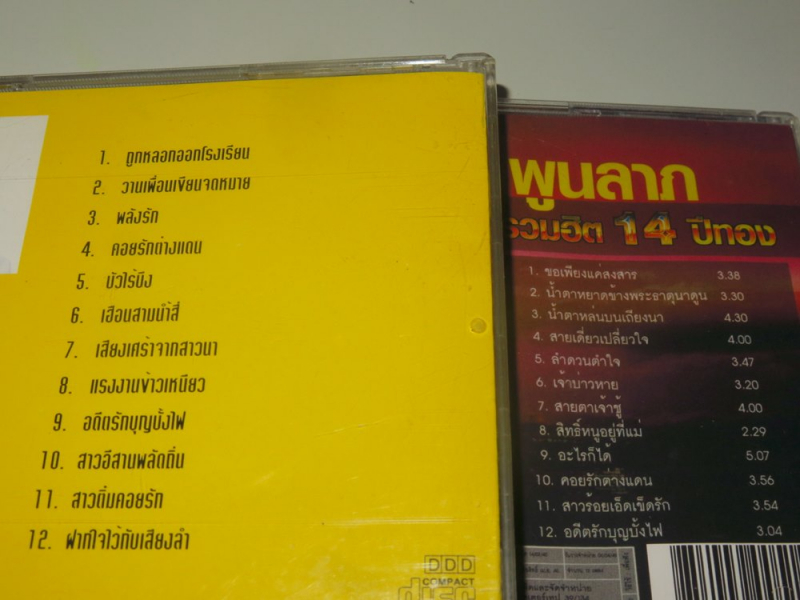 1. ถูกหลอกออกโรงเรียน
2. วานเพื่อนเขียนจดหมาย
3. พลังรัก
4. คอยรักต่างแดน
5. บัวไร้บึง
6. เฮือนสามน้ำสี่
7. เสียงเศร้าจากสาวนา
8. แรงงานข้าวเหนียว
9. อดีตรักบุญบั้งไฟ
10. สาวอีสานพลัดถิ่น
11. สาวถิ่มคอยรัก
12. ฝากใจไว้กับเสียงลำ
DDD
COMPACT
disc
พูนลาภ
รวมฮิต 14 ปีทอง
1. ขอเพียงแค่สงสาร 3.38
2. น้ำตาหยาดข้างพระธาตุนาดูน 3.30
3. น้ำตาหล่นบนเถียงนา 4.30
4. สายเดี่ยวเปลี่ยวใจ 4.00
5. ลำดวนดำใจ 3.47
6. เจ้าบ่าวหาย 3.20
7. สายตาเจ้าชู้ 4.00
8. สิทธิ์หนูอยู่ที่แม่ 2.29
9. อะไรก็ได้ 5.07
10. คอยรักต่างแดน 3.56
11. สาวร้อยเอ็ดเข็ดรัก 3.54
12. อดีตรักบุญบั้งไฟ 3.04